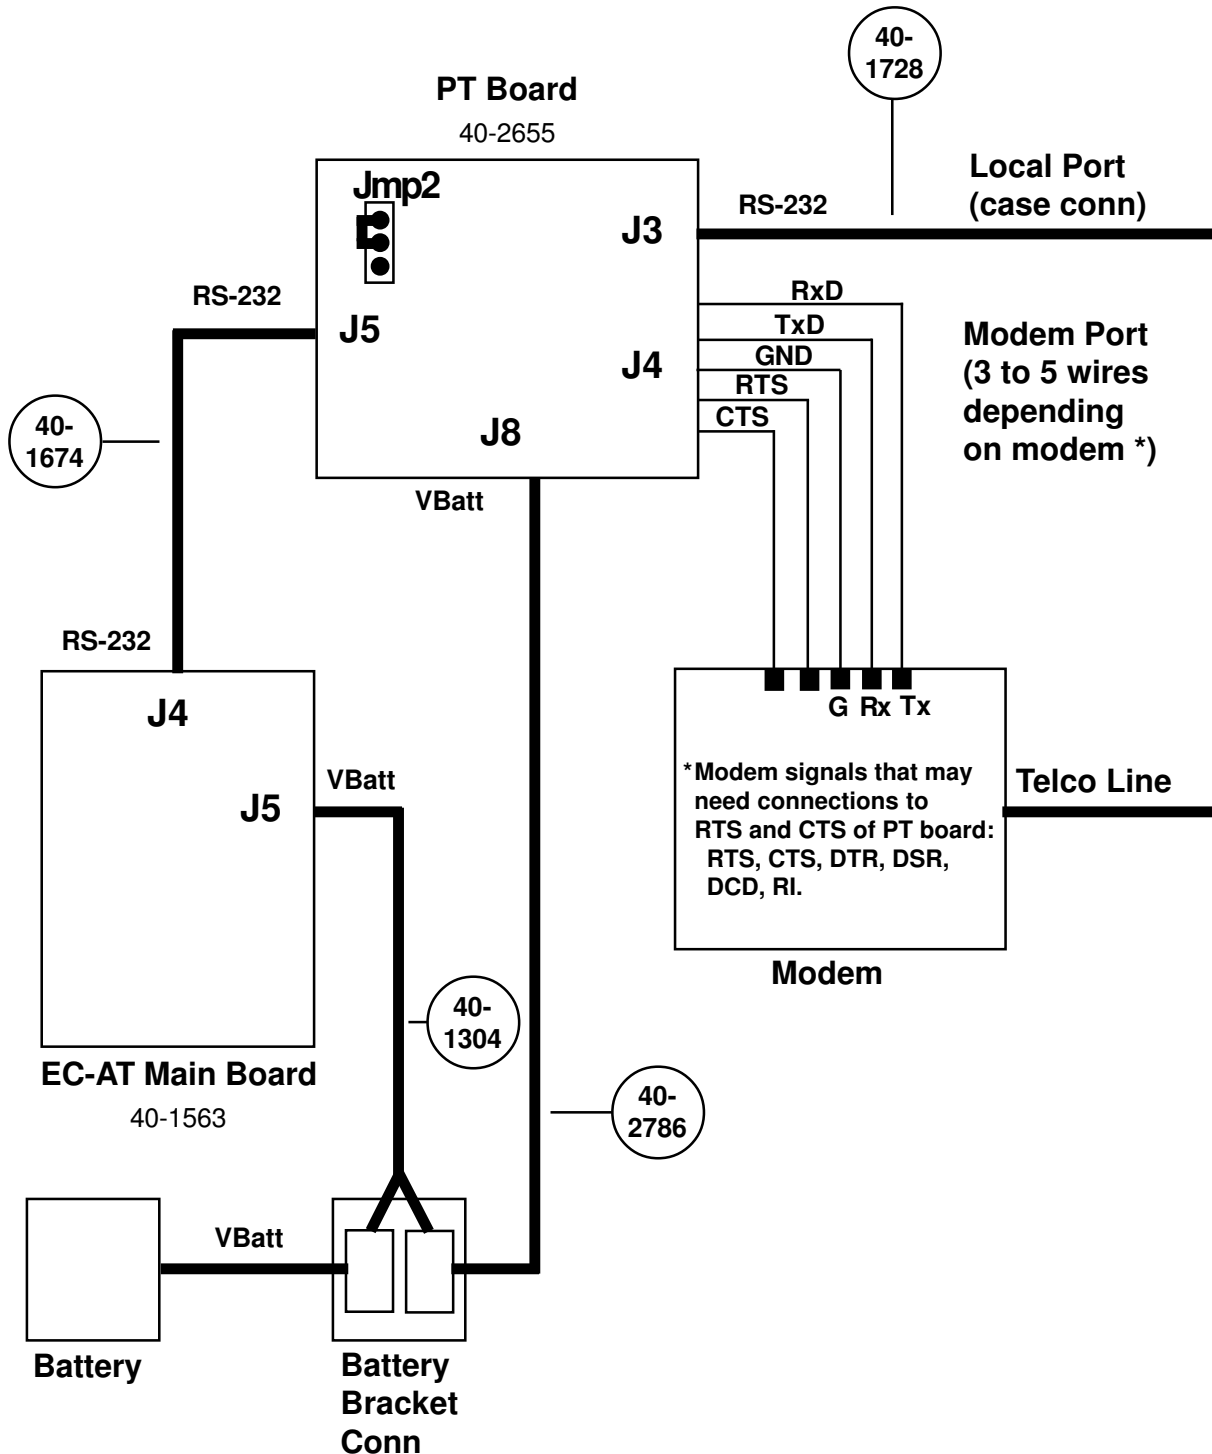 40-
1728
PT Board
40-2655
Local Port
(case conn)
Jmp2
RS-232
J3
RxD
RS-232
J5
TxD
Modem Port
(3 to 5 wires
depending
on modem *)
GND
J4
RTS
CTS
40-
1674
J8
VBatt
RS-232
J4
G Rx Tx
*Modem signals that may
need connections to
RTS and CTS of PT board:
RTS, CTS, DTR, DSR,
DCD, RI.
VBatt
J5
Telco Line
Modem
40-
1304
EC-AT Main Board
40-1563
40-
2786
VBatt
Battery
Battery
Bracket
Conn